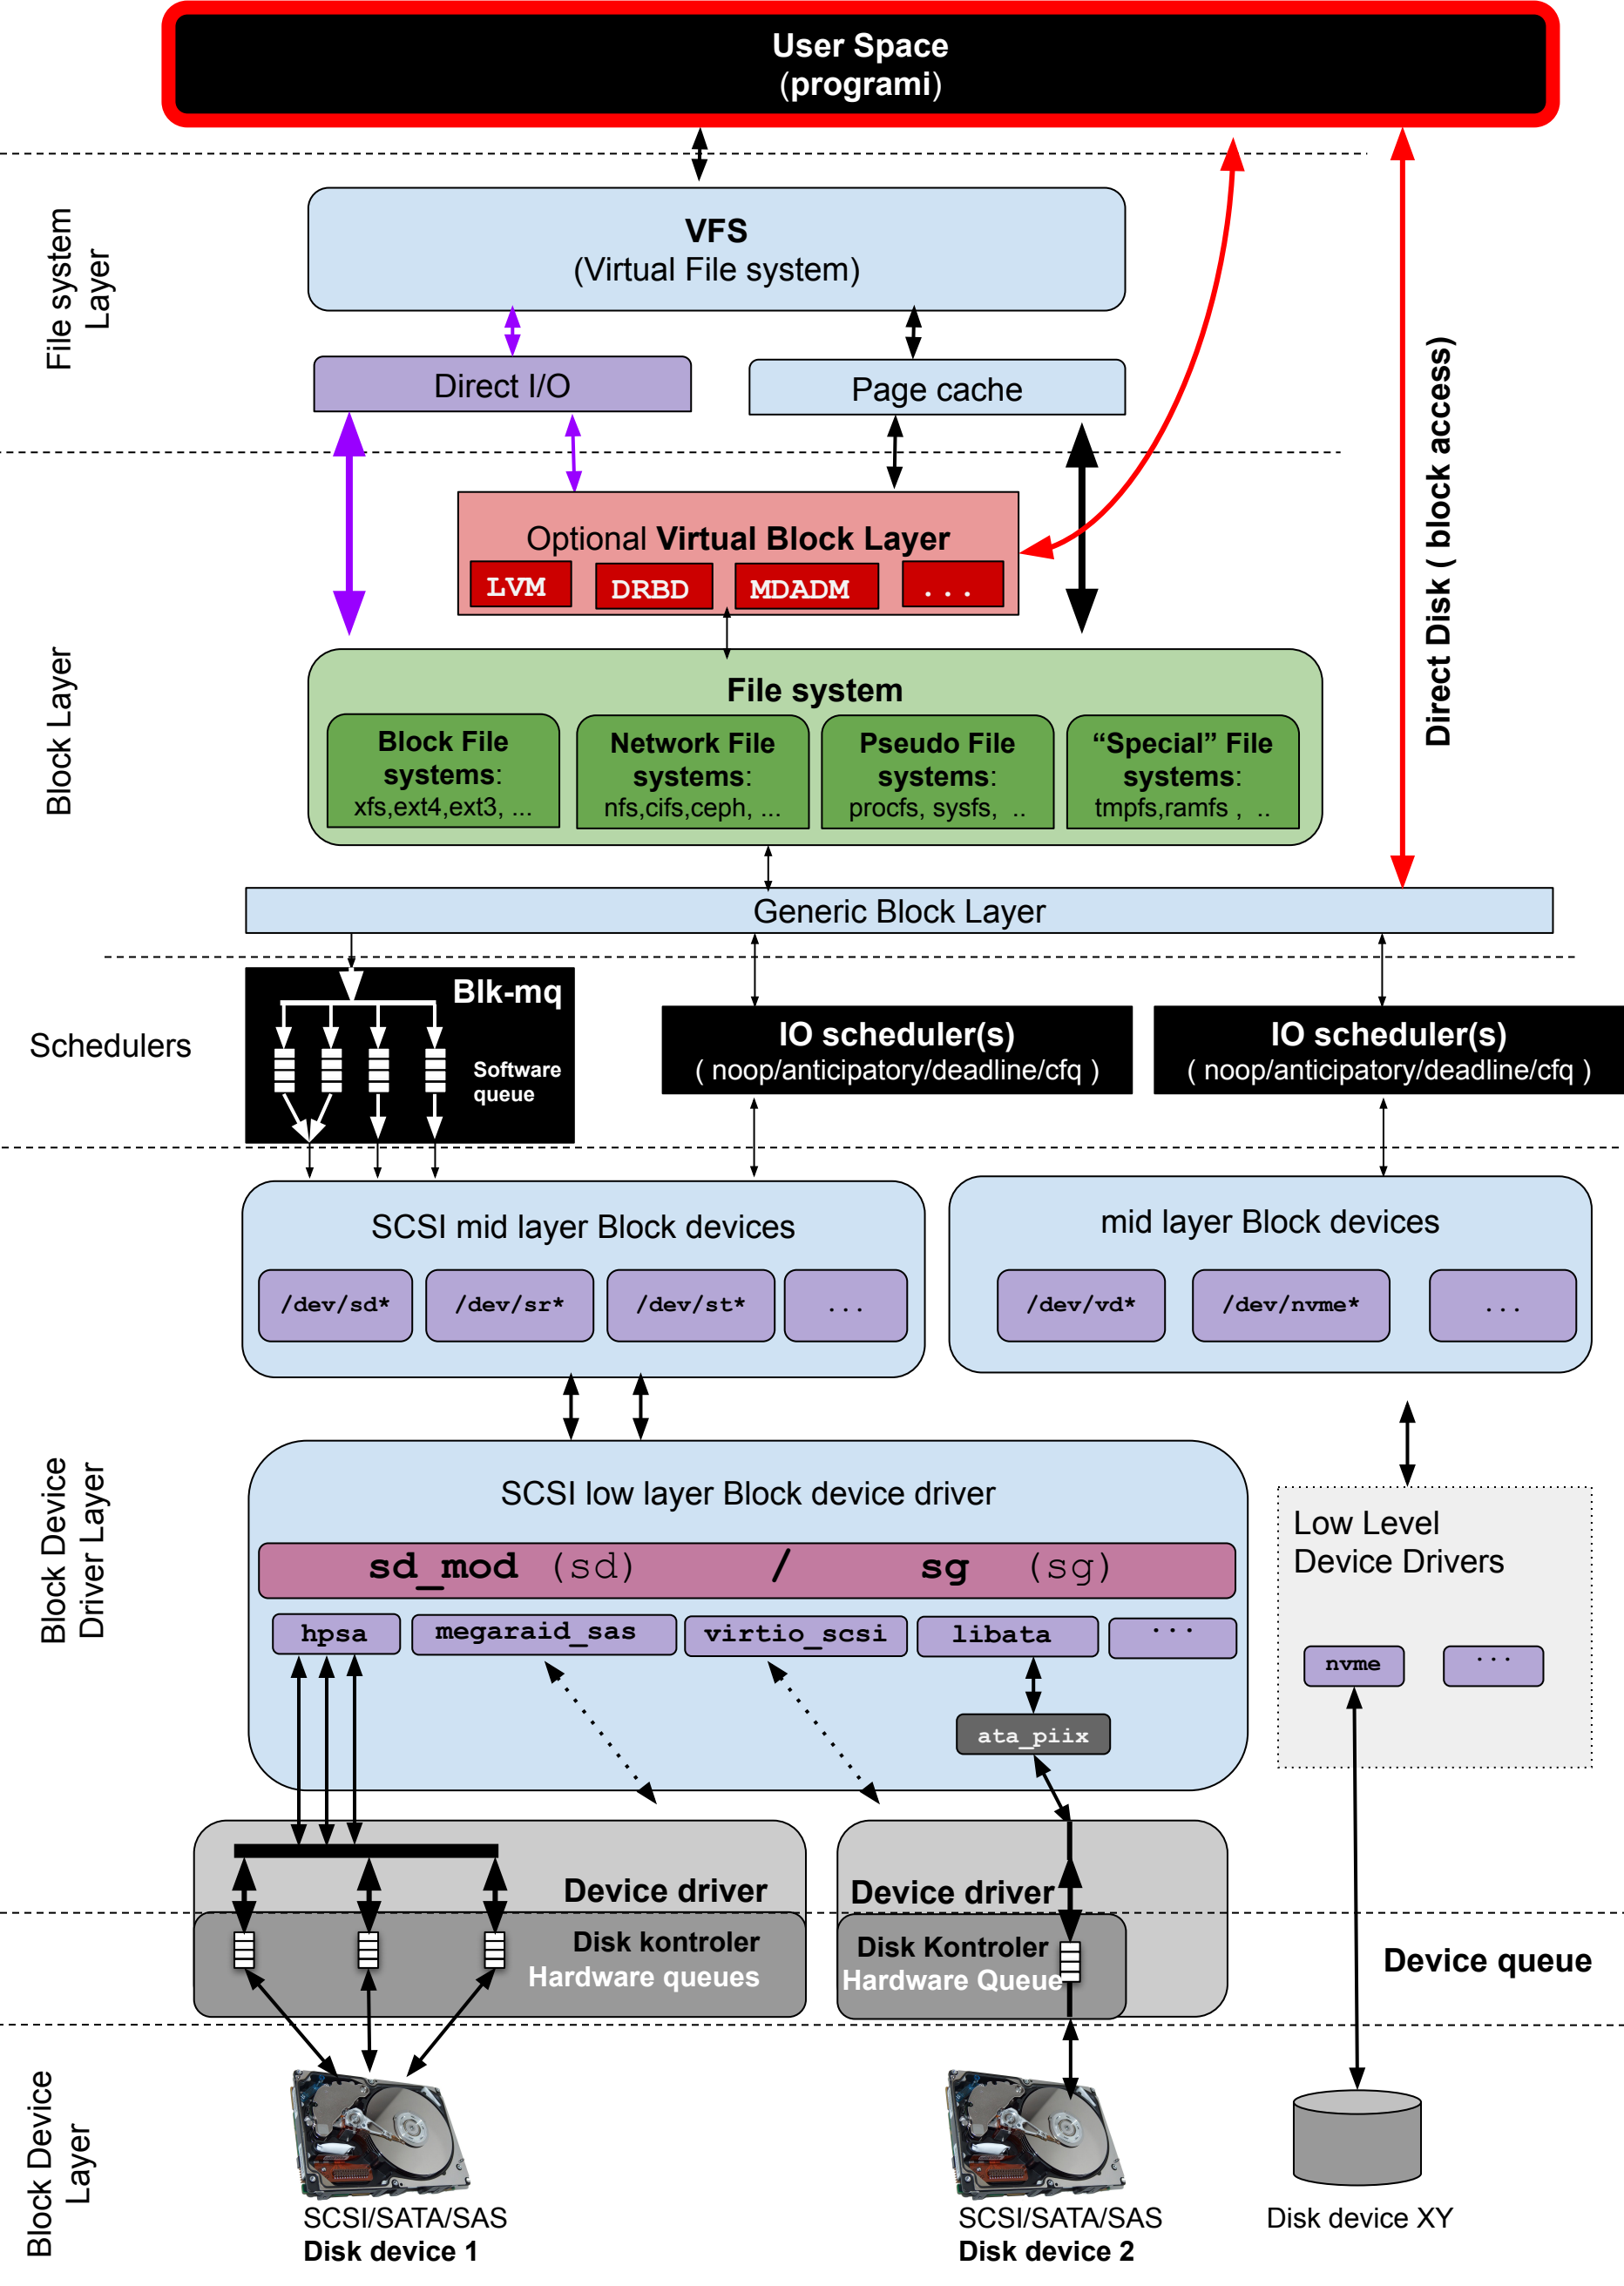 User Space
(programi)
File system
Layer
VFS
(Virtual File system)
Direct I/O
Page cache
Direct Disk ( block access)
Block Layer
Optional Virtual Block Layer
LVM
DRBD
MDADM
...
File system
Block File
systems:
xfs,ext4,ext3, ...
Network File
systems:
nfs,cifs,ceph, ...
Pseudo File
systems:
procfs, sysfs, ..
“Special” File
systems:
tmpfs,ramfs , ..
Generic Block Layer
Schedulers
Blk-mq
Software
queue
IO scheduler(s)
( noop/anticipatory/deadline/cfq )
IO scheduler(s)
( noop/anticipatory/deadline/cfq )
Block Device
Driver Layer
SCSI mid layer Block devices
/dev/sd*
/dev/sr*
/dev/st*
...
mid layer Block devices
/dev/vd*
/dev/nvme*
...
SCSI low layer Block device driver
sd_mod (sd) / sg (sg)
hpsa
megaraid_sas
virtio_scsi
libata
...
ata_piix
Low Level
Device Drivers
nvme
...
Device driver
Disk kontroler
Hardware queues
Device driver
Disk Kontroler
Hardware Queue
Device queue
Block Device
Layer
SCSI/SATA/SAS
Disk device 1
SCSI/SATA/SAS
Disk device 2
Disk device XY